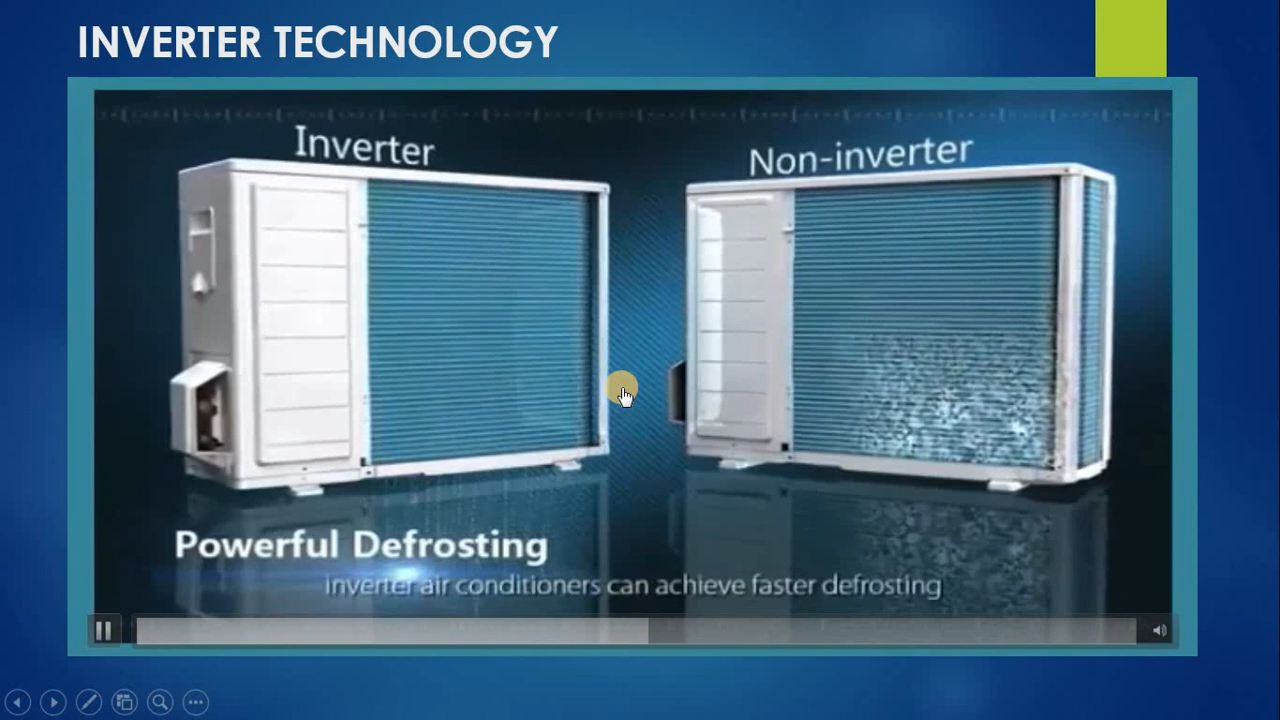 INVERTER TECHNOLOGY
Inverter
Non-inverter
Powerful Defrosting
inverter air conditioners can achieve faster defrosting